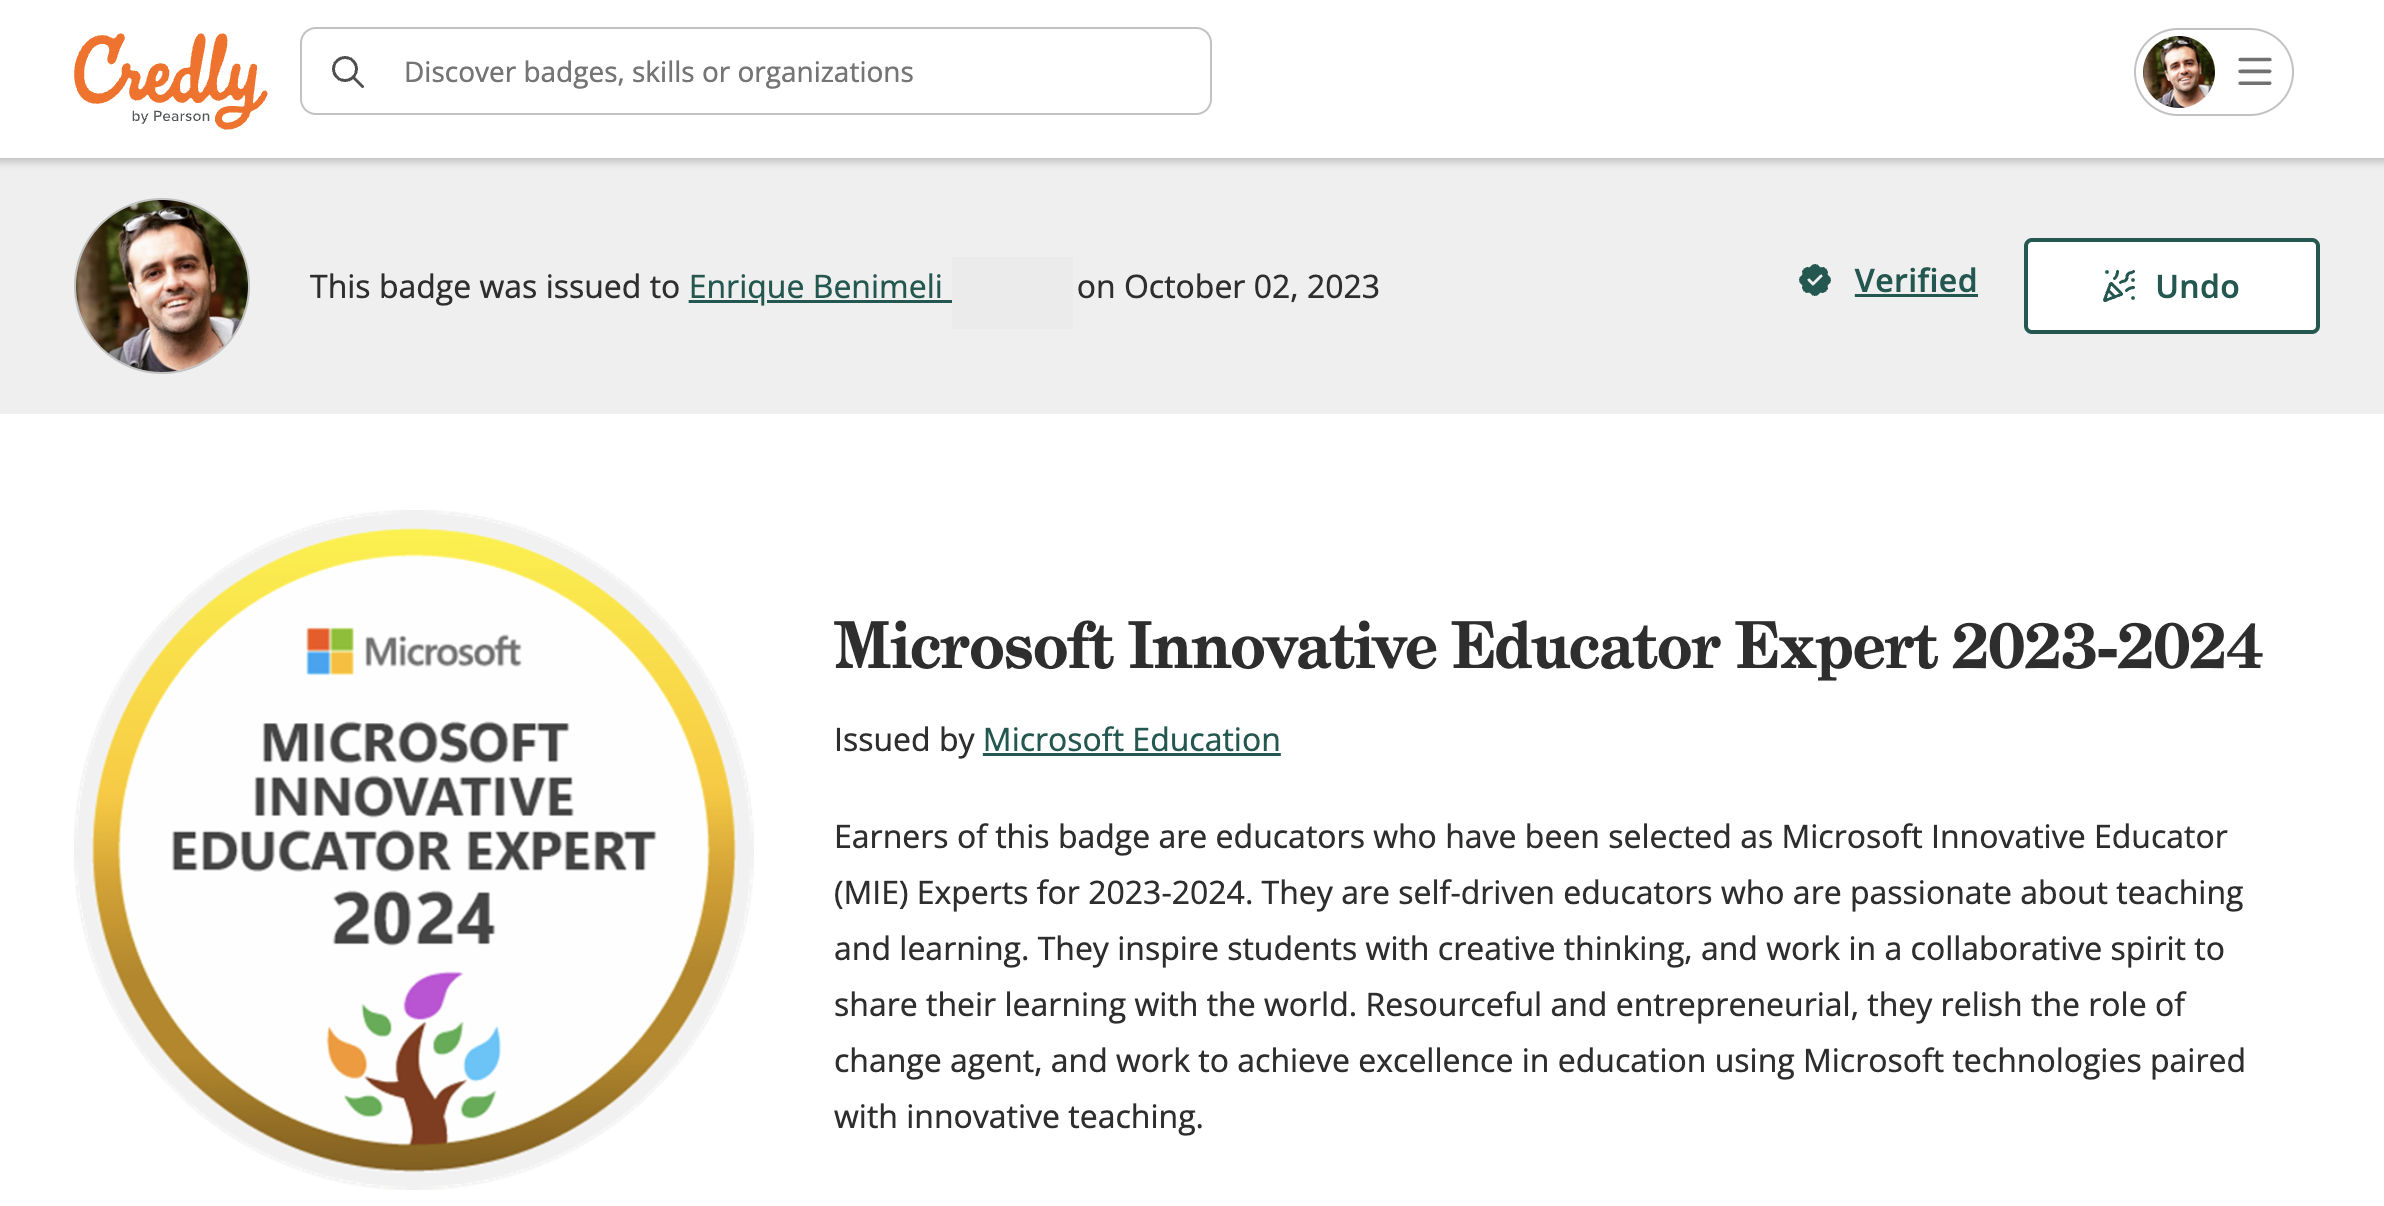 Credly
by Pearson
Discover badges, skills or organizations
This badge was issued to Enrique Benimeli on October 02, 2023
Verified
Undo
Microsoft
MICROSOFT
INNOVATIVE
EDUCATOR EXPERT
2024
Microsoft Innovative Educator Expert 2023-2024
Issued by Microsoft Education
Earners of this badge are educators who have been selected as Microsoft Innovative Educator
(MIE) Experts for 2023-2024. They are self-driven educators who are passionate about teaching
and learning. They inspire students with creative thinking, and work in a collaborative spirit to
share their learning with the world. Resourceful and entrepreneurial, they relish the role of
change agent, and work to achieve excellence in education using Microsoft technologies paired
with innovative teaching.